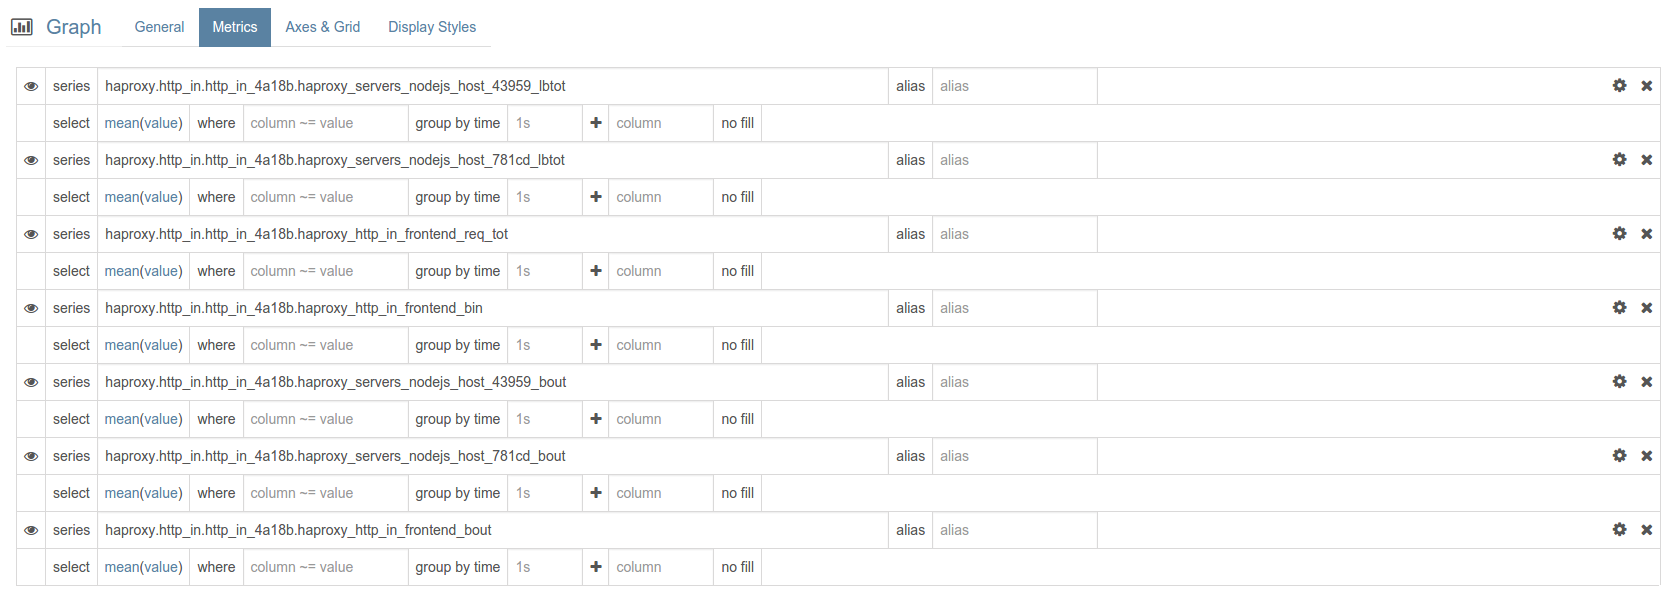 Graph General Metrics Axes & Grid Display Styles
series haproxy.http_in.http_in_4a18b.haproxy_servers_nodejs_host_43959_lbtot alias alias
select mean(value) where column ~= value group by time 1s column no fill
series haproxy.http_in.http_in_4a18b.haproxy_servers_nodejs_host_781cd_lbtot alias alias
select mean(value) where column ~= value group by time 1s column no fill
series haproxy.http_in.http_in_4a18b.haproxy_http_in_frontend_req_tot alias alias
select mean(value) where column ~= value group by time 1s column no fill
series haproxy.http_in.http_in_4a18b.haproxy_http_in_frontend_bin alias alias
select mean(value) where column ~= value group by time 1s column no fill
series haproxy.http_in.http_in_4a18b.haproxy_servers_nodejs_host_43959_bout alias alias
select mean(value) where column ~= value group by time 1s column no fill
series haproxy.http_in.http_in_4a18b.haproxy_servers_nodejs_host_781cd_bout alias alias
select mean(value) where column ~= value group by time 1s column no fill
series haproxy.http_in.http_in_4a18b.haproxy_http_in_frontend_bout alias alias
select mean(value) where column ~= value group by time 1s column no fill